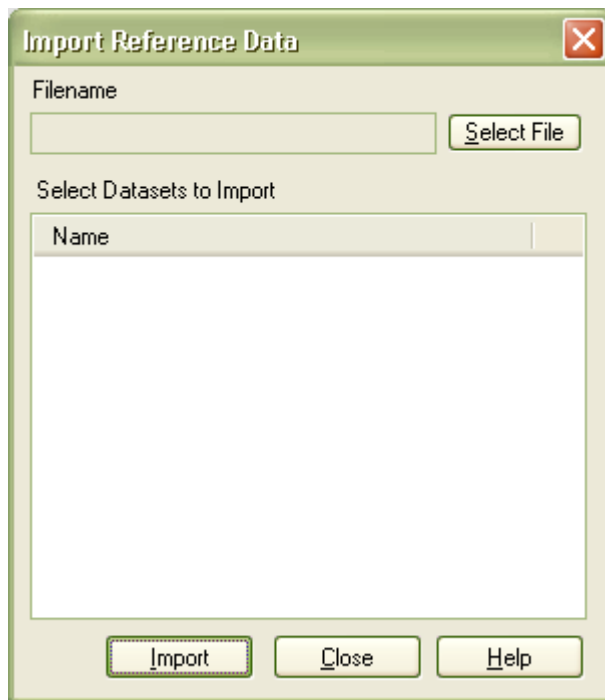 Import Reference Data
Filename
Select File
Select Datasets to Import
Name
Import Close Help